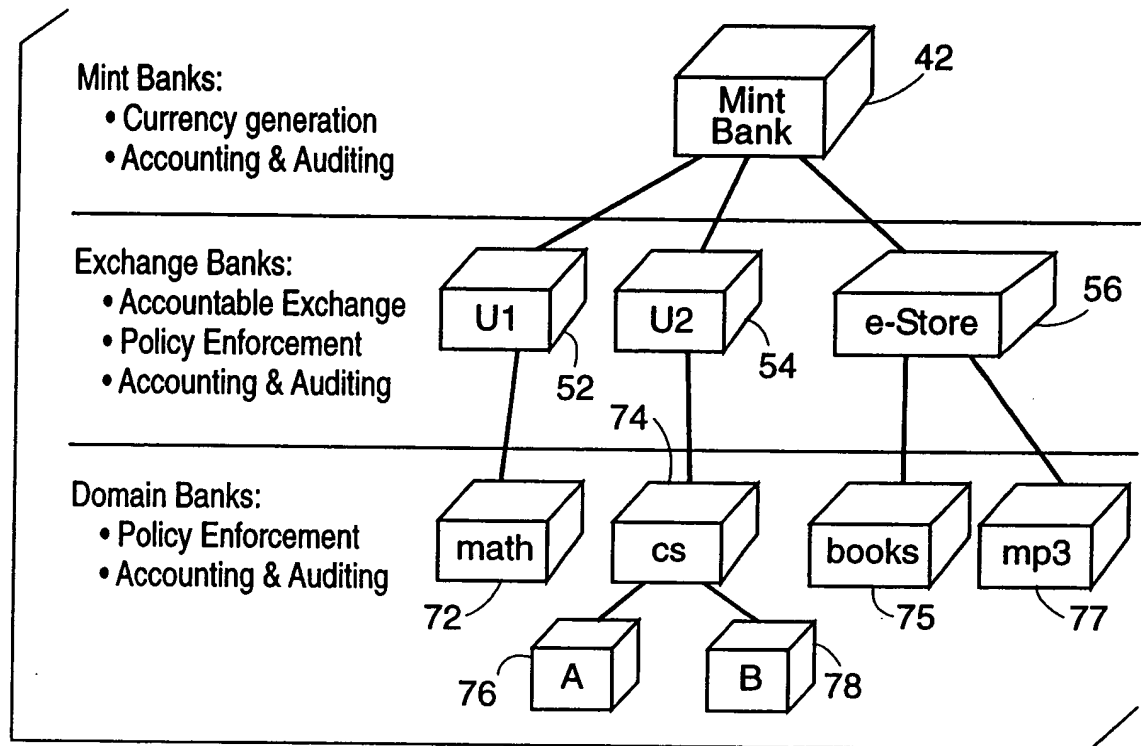 Mint Banks:
• Currency generation
• Accounting & Auditing
Mint
Bank
42
Exchange Banks:
• Accountable Exchange
• Policy Enforcement
• Accounting & Auditing
U1
52
U2
54
e-Store
56
74
Domain Banks:
• Policy Enforcement
• Accounting & Auditing
math
72
cs
books
75
mp3
77
76
A
B
78